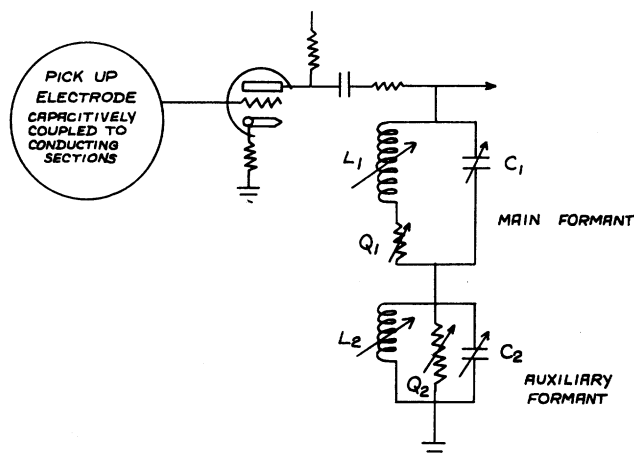 PICK UP
ELECTRODE
CAPACITIVELY
COUPLED TO
CONDUCTING
SECTIONS
L1
C1
Q1
MAIN FORMANT
L2
Q2
C2
AUXILIARY
FORMANT